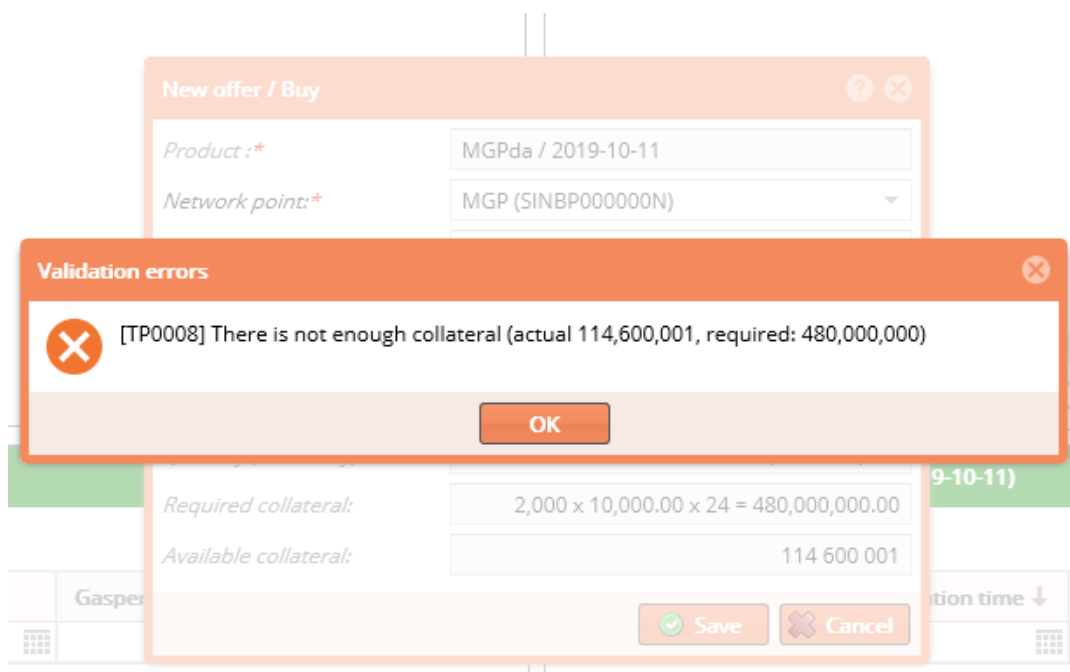 New offer / Buy
Product :* MGPda / 2019-10-11
Network point:* MGP (SINBP000000N)
Validation errors
[TP0008] There is not enough collateral (actual 114,600,001, required: 480,000,000)
OK
9-10-11)
Required collateral: 2,000 x 10,000.00 x 24 = 480,000,000.00
Available collateral: 114 600 001
Gasper
tion time
Save Cancel